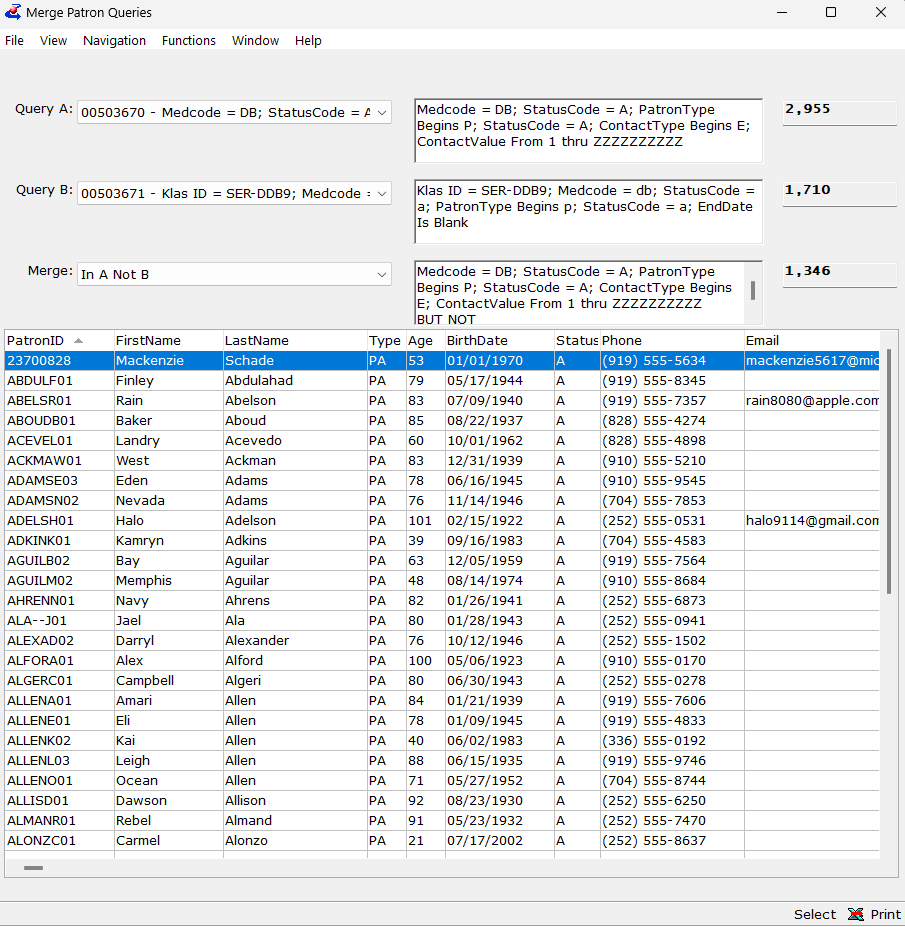 Merge Patron Queries
File View Navigation Functions Window Help
Query A: 00503670 - Medcode = DB; StatusCode = A
Medcode = DB; StatusCode = A; PatronType
Begins P; StatusCode = A; ContactType Begins E;
ContactValue From 1 thru ZZZZZZZZZZ
2,955
Query B: 00503671 - Klas ID = SER-DDB9; Medcode =
Klas ID = SER-DDB9; Medcode = db; StatusCode =
a; PatronType Begins p; StatusCode = a; EndDate
Is Blank
1,710
Merge: In A Not B
Medcode = DB; StatusCode = A; PatronType
Begins P; StatusCode = A; ContactType Begins
E; ContactValue From 1 thru ZZZZZZZZZZ
BUT NOT
1,346
PatronID FirstName LastName Type Age BirthDate Status Phone Email
23700828 Mackenzie Schade PA 53 01/01/1970 A (919) 555-5634 mackenzie5617@mic
ABDULF01 Finley Abdulahad PA 79 05/17/1944 A (919) 555-8345
ABELSR01 Rain Abelson PA 83 07/09/1940 A (919) 555-7357 rain8080@apple.com
ABOUDB01 Baker Aboud PA 85 08/22/1937 A (828) 555-4274
ACEVEL01 Landry Acevedo PA 60 10/01/1962 A (828) 555-4898
ACKMAW01 West Ackman PA 83 12/31/1939 A (910) 555-5210
ADAMSE03 Eden Adams PA 78 06/16/1945 A (910) 555-9545
ADAMSN02 Nevada Adams PA 76 11/14/1946 A (704) 555-7853
ADELSH01 Halo Adelson PA 101 02/15/1922 A (252) 555-0531 halo9114@gmail.com
ADKINK01 Kamryn Adkins PA 39 09/16/1983 A (704) 555-4583
AGUILB02 Bay Aguilar PA 63 12/05/1959 A (919) 555-7564
AGUILM02 Memphis Aguilar PA 48 08/14/1974 A (910) 555-8684
AHRENN01 Navy Ahrens PA 82 01/26/1941 A (252) 555-6873
ALA--J01 Jael Ala PA 80 01/28/1943 A (252) 555-0941
ALEXAD02 Darryl Alexander PA 76 10/12/1946 A (252) 555-1502
ALFORA01 Alex Alford PA 100 05/06/1923 A (910) 555-0170
ALGERC01 Campbell Algeri PA 80 06/30/1943 A (252) 555-0278
ALLENA01 Amari Allen PA 84 01/21/1939 A (919) 555-7606
ALLENE01 Eli Allen PA 78 01/09/1945 A (919) 555-4833
ALLENK02 Kai Allen PA 40 06/02/1983 A (336) 555-0192
ALLENL03 Leigh Allen PA 88 06/15/1935 A (919) 555-9746
ALLENO01 Ocean Allen PA 71 05/27/1952 A (704) 555-8744
ALLISD01 Dawson Allison PA 92 08/23/1930 A (252) 555-6250
ALMANR01 Rebel Almand PA 91 05/23/1932 A (252) 555-7470
ALONZC01 Carmel Alonzo PA 21 07/17/2002 A (252) 555-8637
Select Print